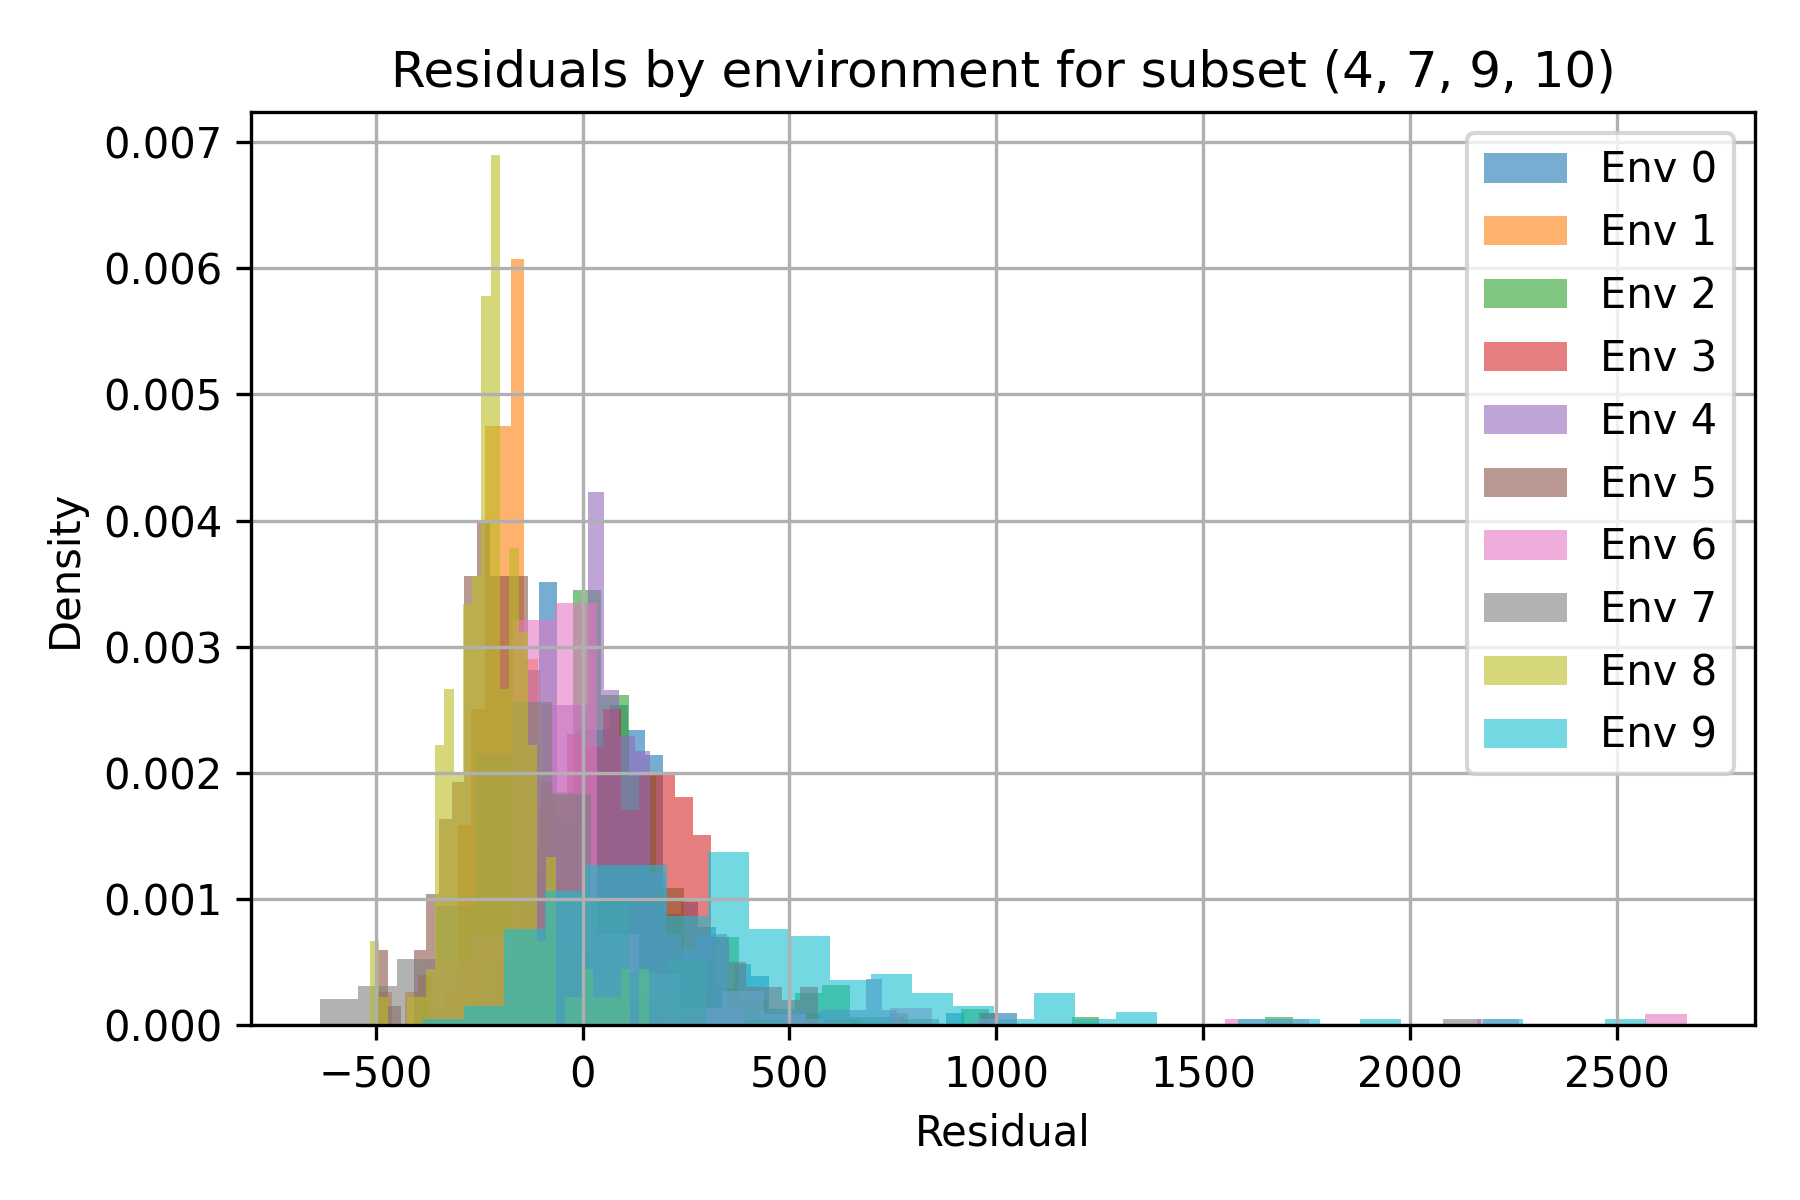 Residuals by environment for subset (4, 7, 9, 10)
0.007
0.006
0.005
0.004
0.003
0.002
0.001
0.000
Density
−500
0
500
1000
1500
2000
2500
Residual
Env 0
Env 1
Env 2
Env 3
Env 4
Env 5
Env 6
Env 7
Env 8
Env 9